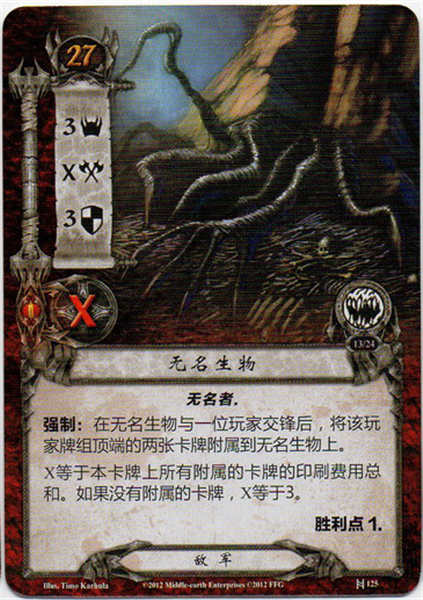 27
3
X
3
X
13/24
无名生物
无名者.
强制：在无名生物与一位玩家交锋后，将该玩
家牌组顶端的两张卡牌附属到无名生物上。
X等于本卡牌上所有附属的卡牌的印刷费用总
和。如果没有附属的卡牌，X等于3。
胜利点 1.
敌军
Illus. Timo Karhula
©2012 Middle-earth Enterprises ©2012 FFG
125